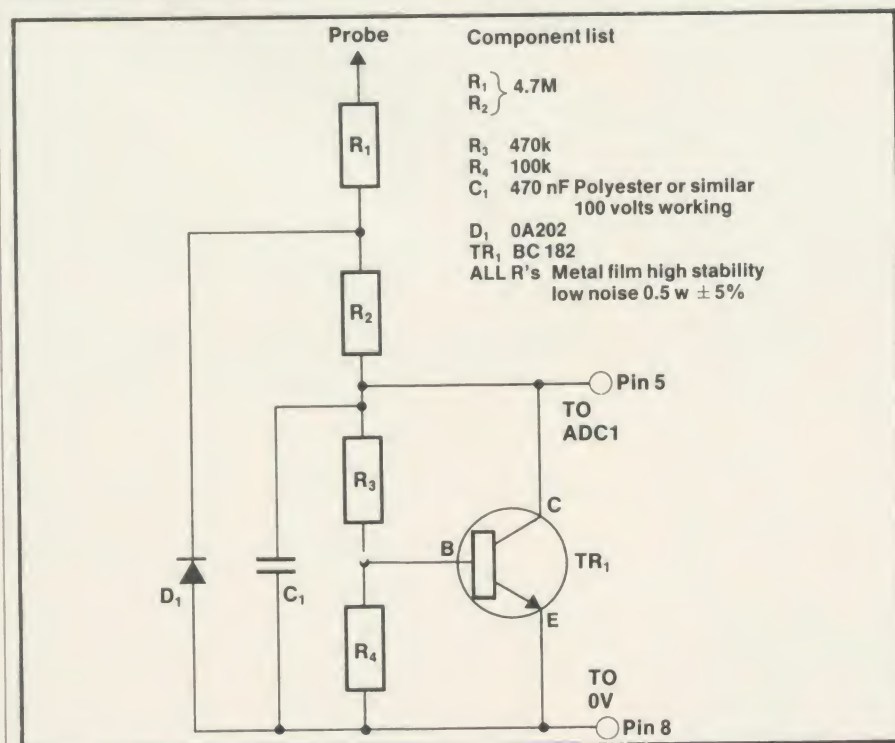 Probe
Component list
R₁
R₂ } 4.7M
R₃ 470k
R₄ 100k
C₁ 470 nF Polyester or similar
100 volts working
D₁ 0A202
TR₁ BC 182
ALL R's Metal film high stability
low noise 0.5 w ± 5%
R₁
R₂
Pin 5
TO
ADC1
R₃
C
B
TR₁
D₁
C₁
E
R₄
TO
0V
Pin 8